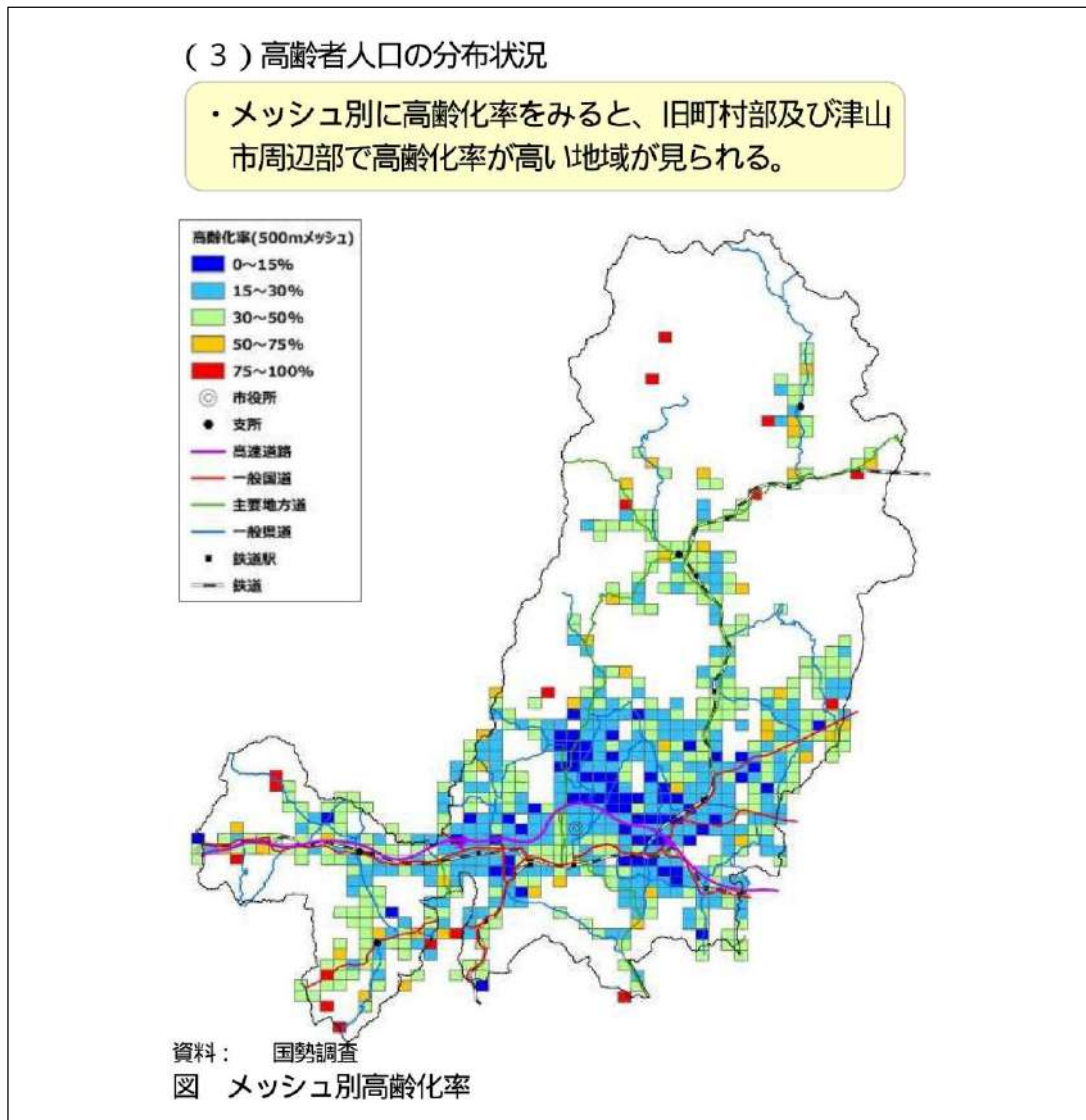 (3)高齢者人口の分布状況
・メッシュ別に高齢化率をみると、旧町村部及び津山
市周辺部で高齢化率が高い地域が見られる。
高齢化率(500mメッシュ)
0~15%
15~30%
30~50%
50~75%
75~100%
市役所
支所
高速道路
一般国道
主要地方道
一般県道
鉄道駅
鉄道
資料: 国勢調査
図 メッシュ別高齢化率